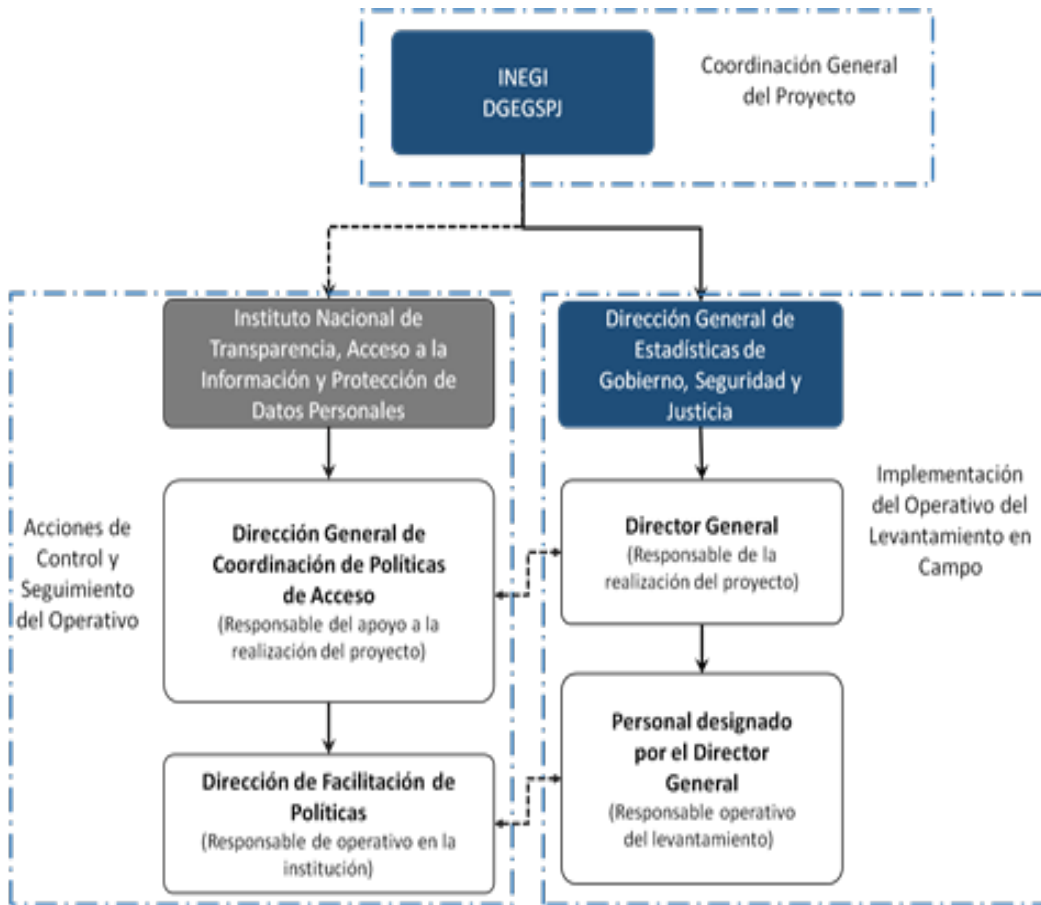 INEGI
DGEGSPJ
Coordinación General
del Proyecto
Instituto Nacional de
Transparencia, Acceso a la
Información y Protección de
Datos Personales
Dirección General de
Estadísticas de
Gobierno, Seguridad y
Justicia
Acciones de
Control y
Seguimiento
del Operativo
Dirección General de
Coordinación de Políticas
de Acceso
(Responsable del apoyo a la
realización del proyecto)
Director General
(Responsable de la
realización del proyecto)
Implementación
del Operativo del
Levantamiento en
Campo
Dirección de Facilitación de
Políticas
(Responsable de operativo en la
institución)
Personal designado
por el Director
General
(Responsable operativo
del levantamiento)